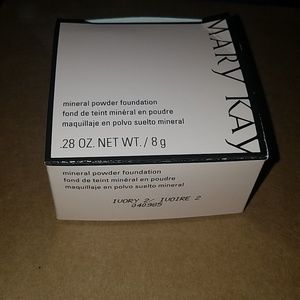 MARY KAY
mineral powder foundation
fond de teint minéral en poudre
maquillaje en polvo suelto mineral
.28 OZ. NET WT. / 8 g
mineral powder foundation
fond de teint minéral en poudre
maquillaje en polvo suelto mineral
IVORY 2/ IVOIRE 2
040985